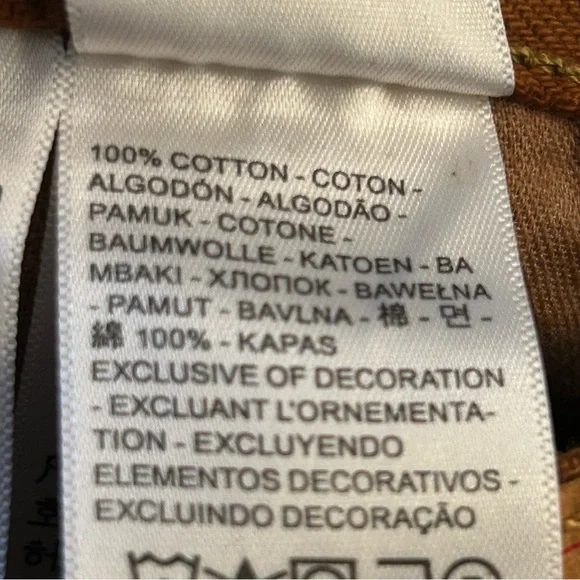 100% COTTON - COTON -
ALGODÓN - ALGODÃO -
PAMUK - COTONE -
BAUMWOLLE - KATOEN - BA
MBAKI - ХЛОПОК - BAWEŁNA
- PAMUT - BAVLNA - 棉 - 면 -
綿 100% - KAPAS
EXCLUSIVE OF DECORATION
- EXCLUANT L'ORNEMENTA-
TION - EXCLUYENDO
ELEMENTOS DECORATIVOS -
EXCLUINDO DECORAÇÃO